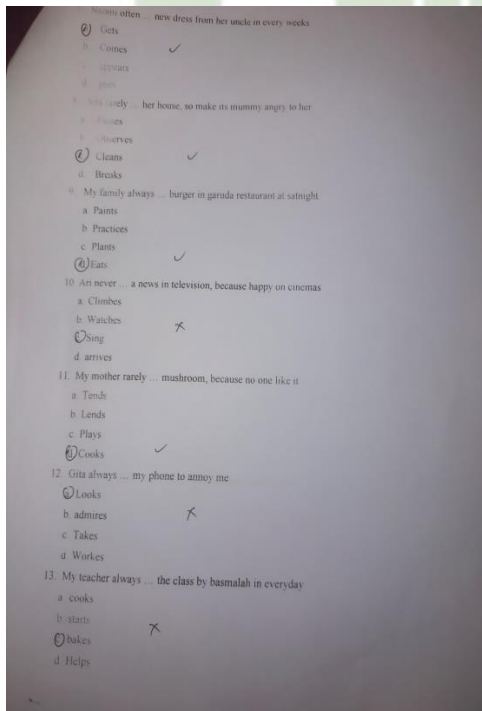 often ... new dress from her uncle in every weeks
a Gets
b. Comes ✓
c. appears
d. goes
rarely ... her house, so make its mummy angry to her
b. Observes
c Cleans ✓
d. Breaks
9. My family always ... burger in garuda restaurant at satnight
a. Paints
b. Practices
c. Plants
d Eats ✓
10. Ari never ... a news in television, because happy on cinemas
a. Climbes
b. Watches
c Sing ✗
d. arrives
11. My mother rarely ... mushroom, because no one like it
a. Tends
b. Lends
c. Plays
d Cooks ✓
12. Gita always ... my phone to annoy me
a Looks
b. admires ✗
c. Takes
d. Workes
13. My teacher always ... the class by basmalah in everyday
a. cooks
b. starts
c bakes ✗
d. Helps